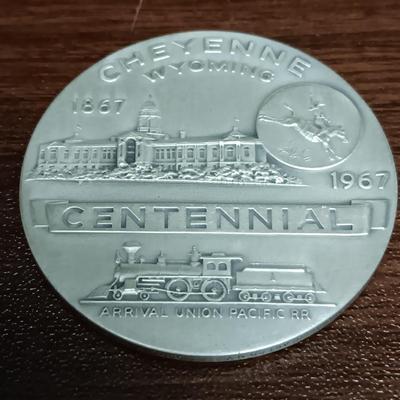 CHEYENNE
WYOMING
1867
1967
CENTENNIAL
ARRIVAL UNION PACIFIC RR